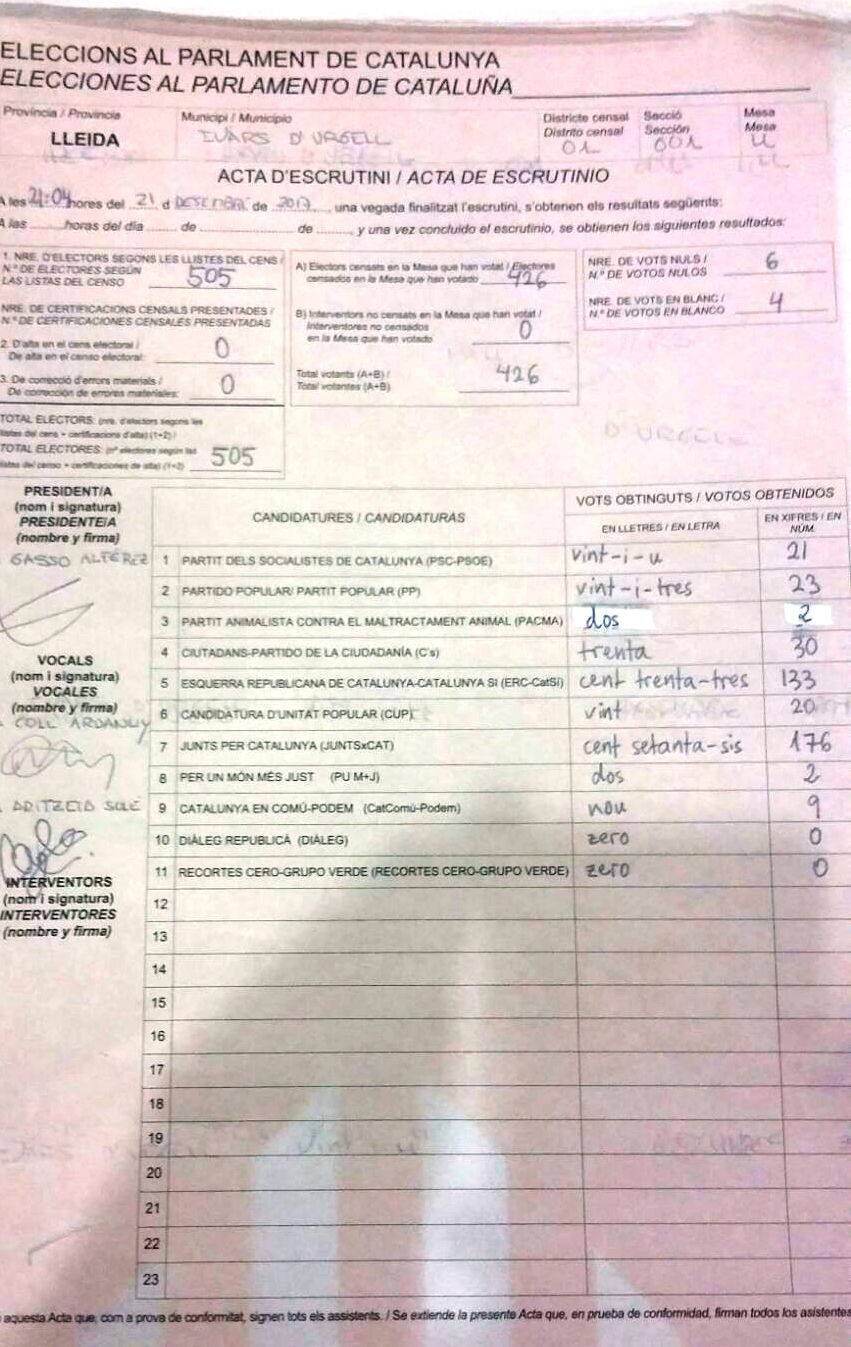 ELECCIONS AL PARLAMENT DE CATALUNYA
ELECCIONES AL PARLAMENTO DE CATALUÑA
Província / Provincia
LLEIDA
Municipi / Municipio
IVARS D'URGELL
Districte censal
Distrito censal
01
Secció
Sección
001
Mesa
Mesa
U
ACTA D'ESCRUTINI / ACTA DE ESCRUTINIO
A les 21:04 hores del 21 d DESEMBRE de 2017, una vegada finalitzat l'escrutini, s'obtenen els resultats següents:
A las ........ horas del día ........ de ........ de ........, y una vez concluido el escrutinio, se obtienen los siguientes resultados:
1. NRE. D'ELECTORS SEGONS LES LLISTES DEL CENS /
N.º DE ELECTORES SEGÚN
LAS LISTAS DEL CENSO 505
NRE. DE CERTIFICACIONS CENSALS PRESENTADES /
N.º DE CERTIFICACIONES CENSALES PRESENTADAS
2. D'alta en el cens electoral /
De alta en el censo electoral: 0
3. De correcció d'errors materials /
De corrección de errores materiales: 0
TOTAL ELECTORS: (nre. d'electors segons les
llistes del cens + certificacions d'alta) (1+2) /
TOTAL ELECTORES: (nº electores según las
listas del censo + certificaciones de alta) (1+2) 505
A) Electors censats en la Mesa que han votat / Electores
censados en la Mesa que han votado 426
B) Interventors no censats en la Mesa que han votat /
Interventores no censados
en la Mesa que han votado 0
Total votants (A+B) /
Total votantes (A+B) 426
NRE. DE VOTS NULS /
N.º DE VOTOS NULOS 6
NRE. DE VOTS EN BLANC /
N.º DE VOTOS EN BLANCO 4
D'URGELL
PRESIDENT/A
(nom i signatura)
PRESIDENTE/A
(nombre y firma)
GASSO ALTÉREZ
VOCALS
(nom i signatura)
VOCALES
(nombre y firma)
COLL ARDANUY
SOLÉ
INTERVENTORS
(nom i signatura)
INTERVENTORES
(nombre y firma)
CANDIDATURES / CANDIDATURAS
VOTS OBTINGUTS / VOTOS OBTENIDOS
EN LLETRES / EN LETRA
EN XIFRES / EN NÚM.
1 PARTIT DELS SOCIALISTES DE CATALUNYA (PSC-PSOE) vint-i-u 21
2 PARTIDO POPULAR/ PARTIT POPULAR (PP) vint-i-tres 23
3 PARTIT ANIMALISTA CONTRA EL MALTRACTAMENT ANIMAL (PACMA) dos 2
4 CIUTADANS-PARTIDO DE LA CIUDADANÍA (C's) trenta 30
5 ESQUERRA REPUBLICANA DE CATALUNYA-CATALUNYA SÍ (ERC-CatSí) cent trenta-tres 133
6 CANDIDATURA D'UNITAT POPULAR (CUP) vint 20
7 JUNTS PER CATALUNYA (JUNTSxCAT) cent setanta-sis 176
8 PER UN MÓN MÉS JUST (PU M+J) dos 2
9 CATALUNYA EN COMÚ-PODEM (CatComú-Podem) nou 9
10 DIÀLEG REPUBLICÀ (DIÀLEG) zero 0
11 RECORTES CERO-GRUPO VERDE (RECORTES CERO-GRUPO VERDE) zero 0
12
13
14
15
16
17
18
19
20
21
22
23
aquesta Acta que, com a prova de conformitat, signen tots els assistents. / Se extiende la presente Acta que, en prueba de conformidad, firman todos los asistentes